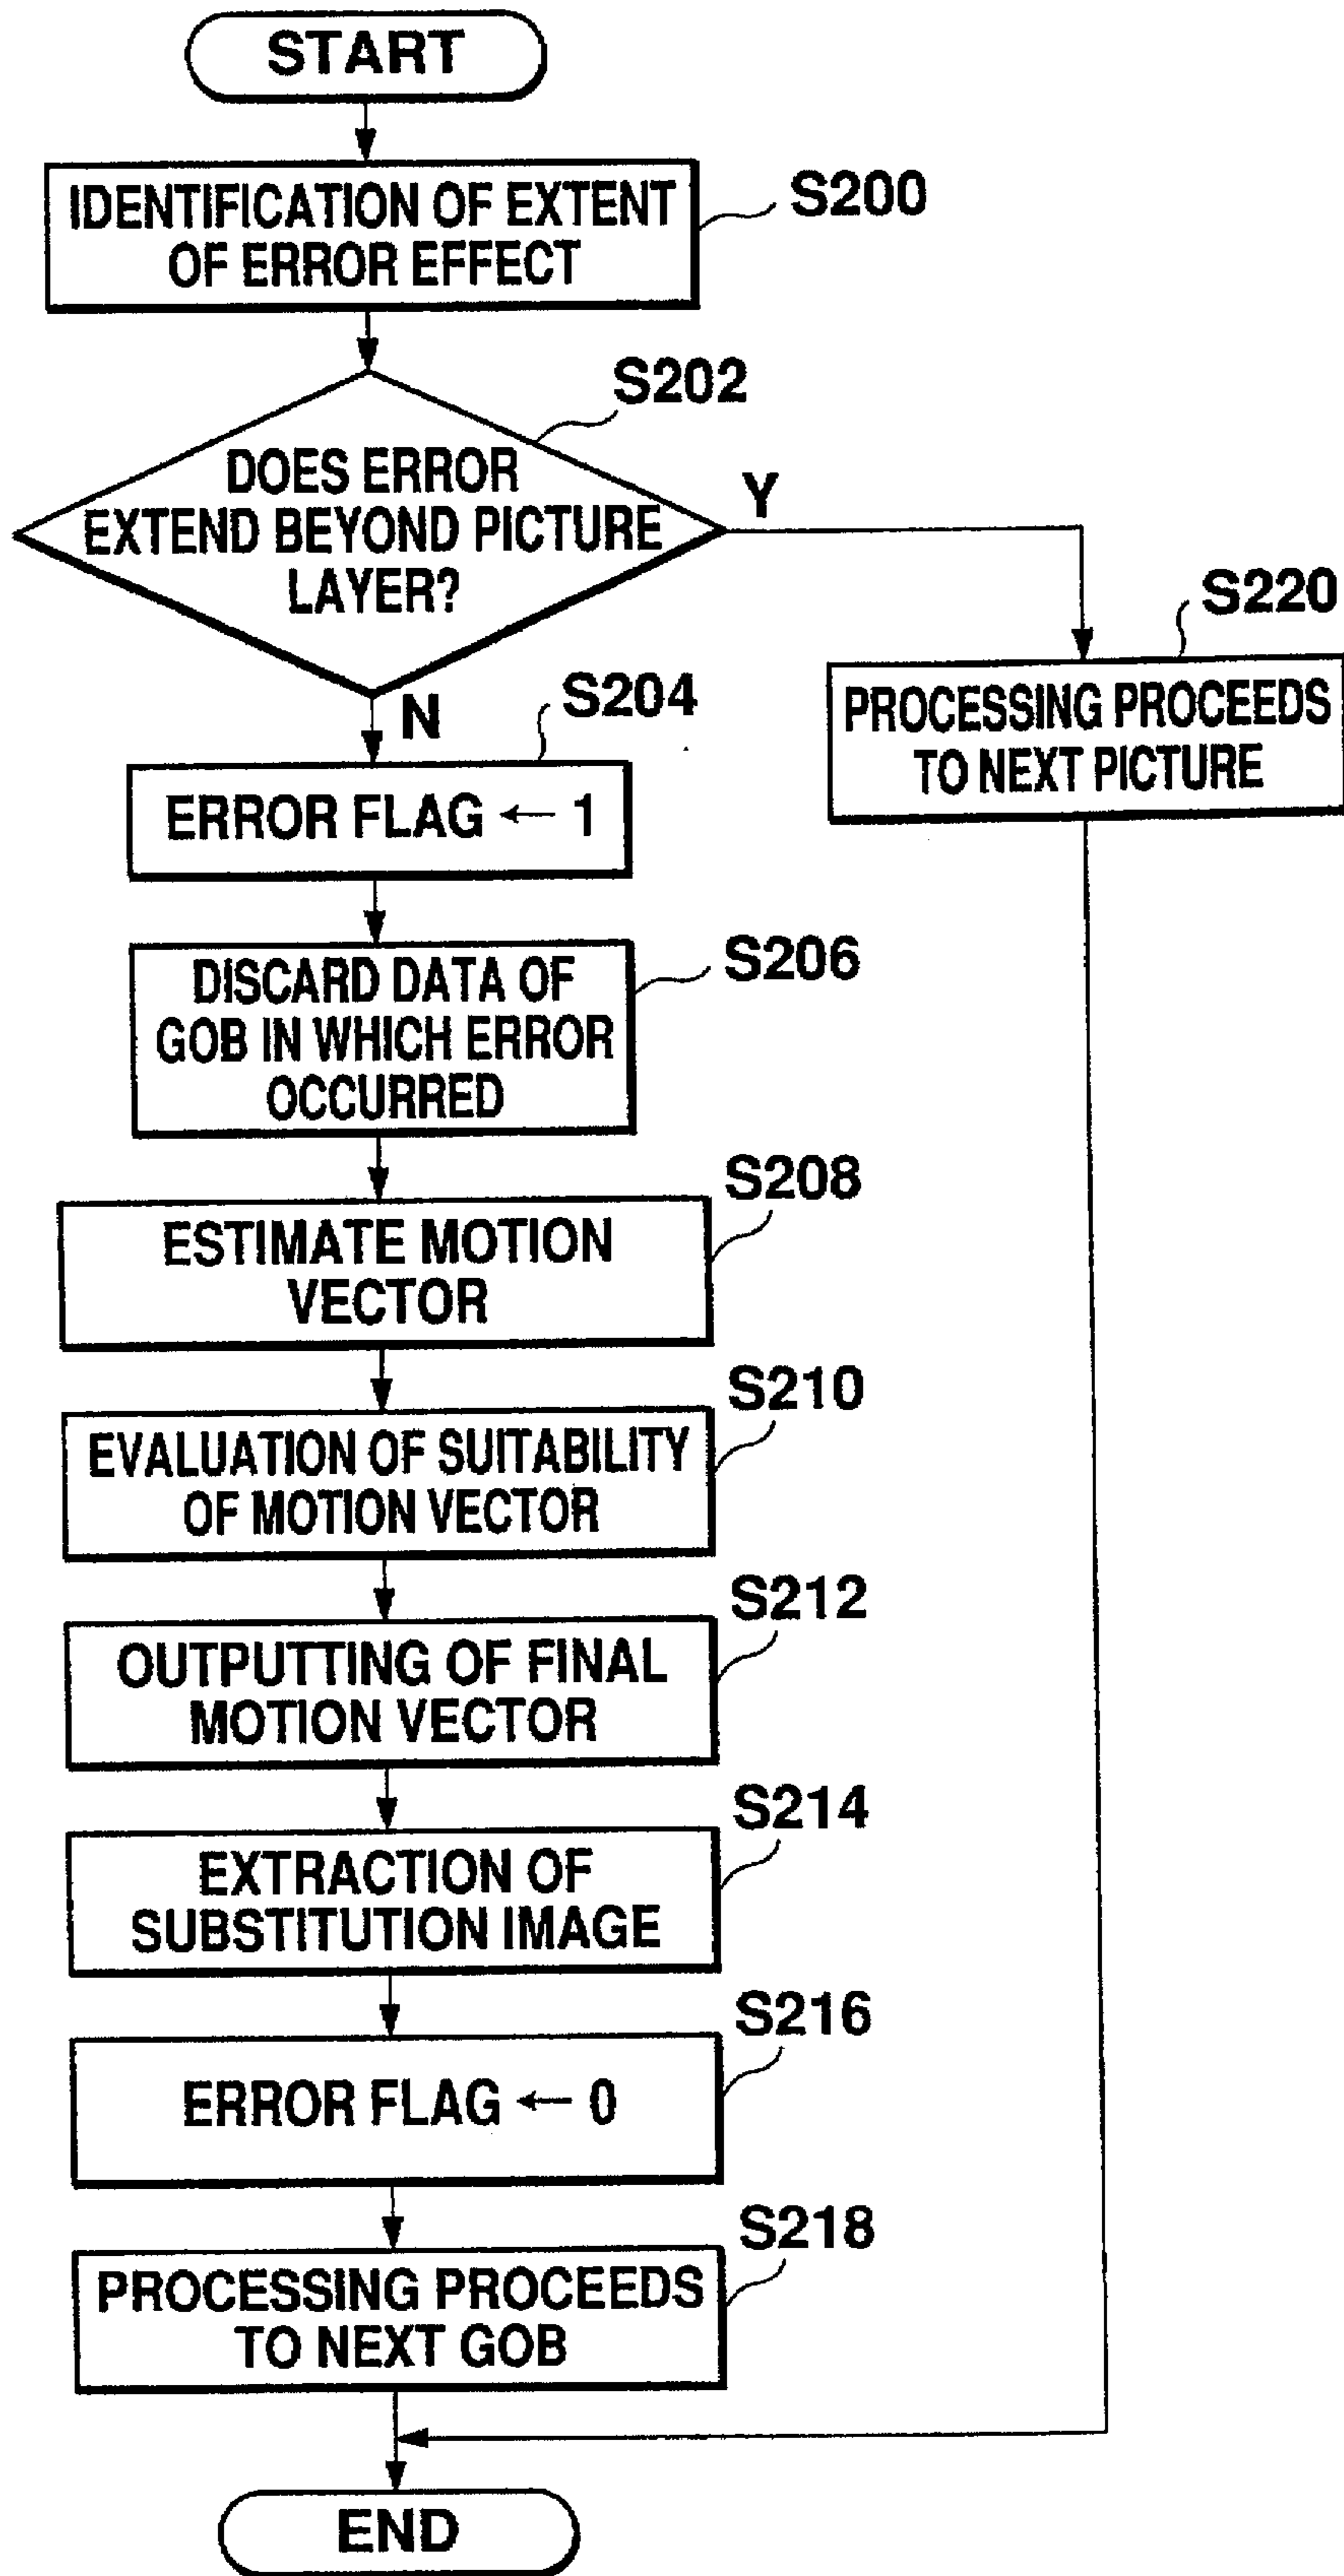 START
IDENTIFICATION OF EXTENT
OF ERROR EFFECT
S200
DOES ERROR
EXTEND BEYOND PICTURE
LAYER?
S202
Y
N
S220
PROCESSING PROCEEDS
TO NEXT PICTURE
S204
ERROR FLAG ← 1
S206
DISCARD DATA OF
GOB IN WHICH ERROR
OCCURRED
S208
ESTIMATE MOTION
VECTOR
S210
EVALUATION OF SUITABILITY
OF MOTION VECTOR
S212
OUTPUTTING OF FINAL
MOTION VECTOR
S214
EXTRACTION OF
SUBSTITUTION IMAGE
S216
ERROR FLAG ← 0
S218
PROCESSING PROCEEDS
TO NEXT GOB
END